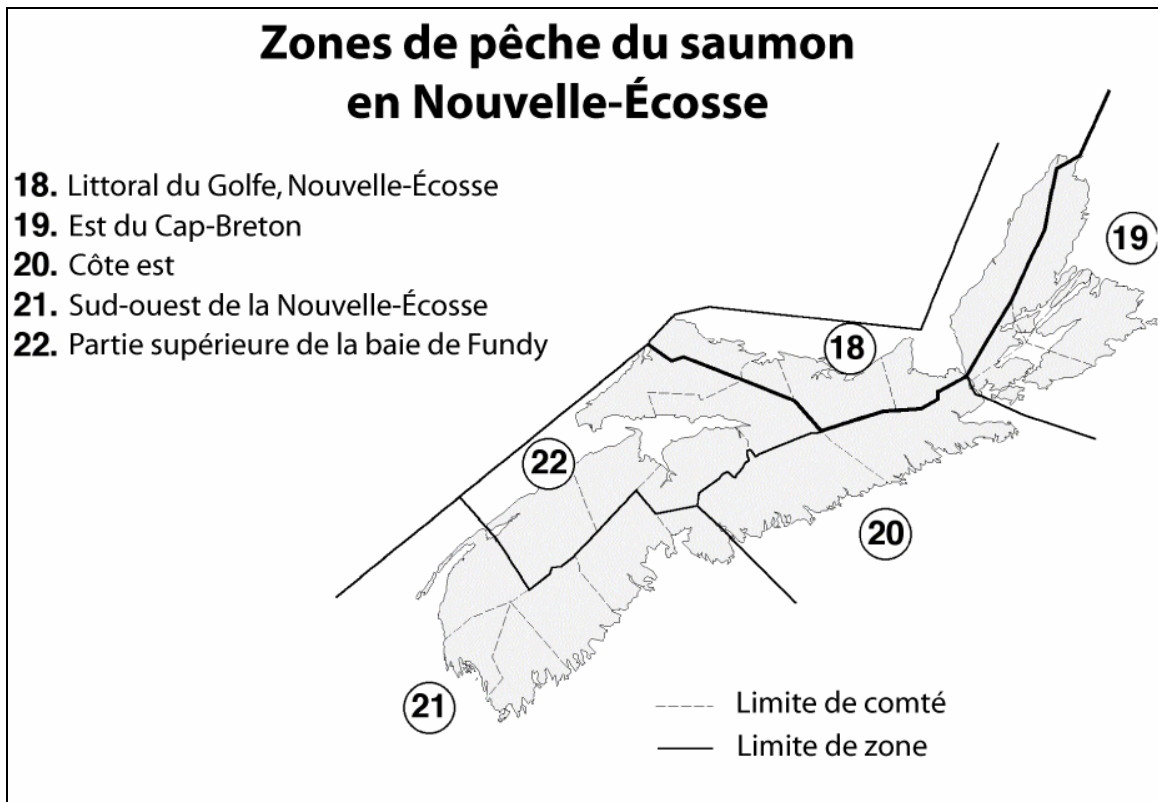 Zones de pêche du saumon
en Nouvelle-Écosse
18. Littoral du Golfe, Nouvelle-Écosse
19. Est du Cap-Breton
20. Côte est
21. Sud-ouest de la Nouvelle-Écosse
22. Partie supérieure de la baie de Fundy
19
18
22
20
21
Limite de comté
Limite de zone